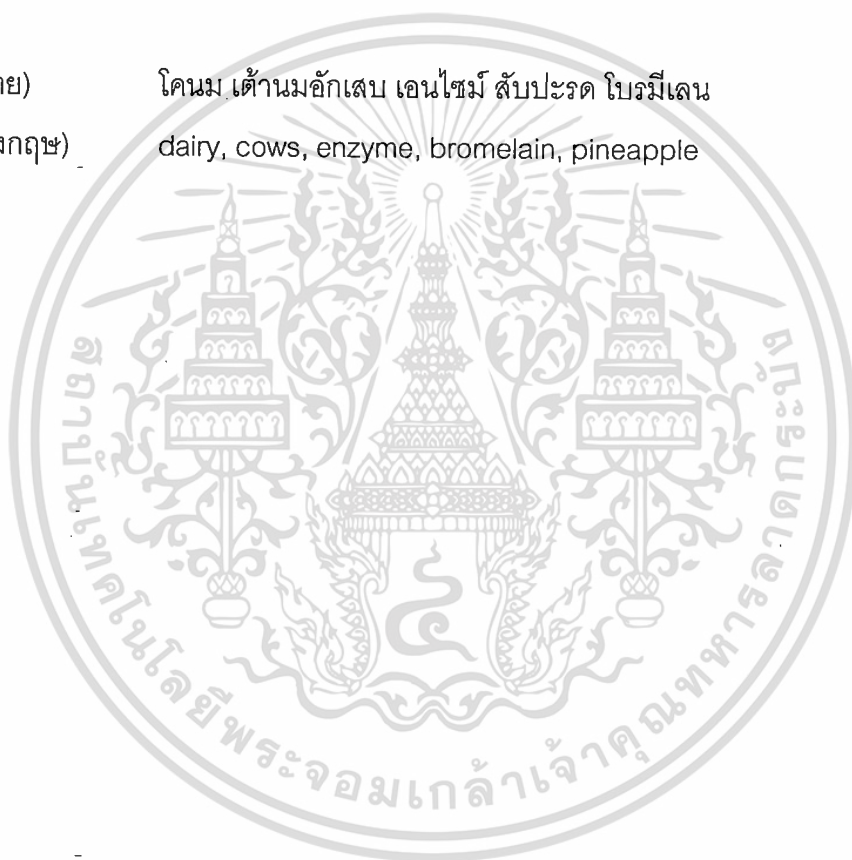 ทย) โคนม เต้านมอักเสบ เอนไซม์ สับปะรด โบรมีเลน
งกฤษ) dairy, cows, enzyme, bromelain, pineapple
สถาบันเทคโนโลยีพระจอมเกล้าเจ้าคุณทหารลาดกระบัง